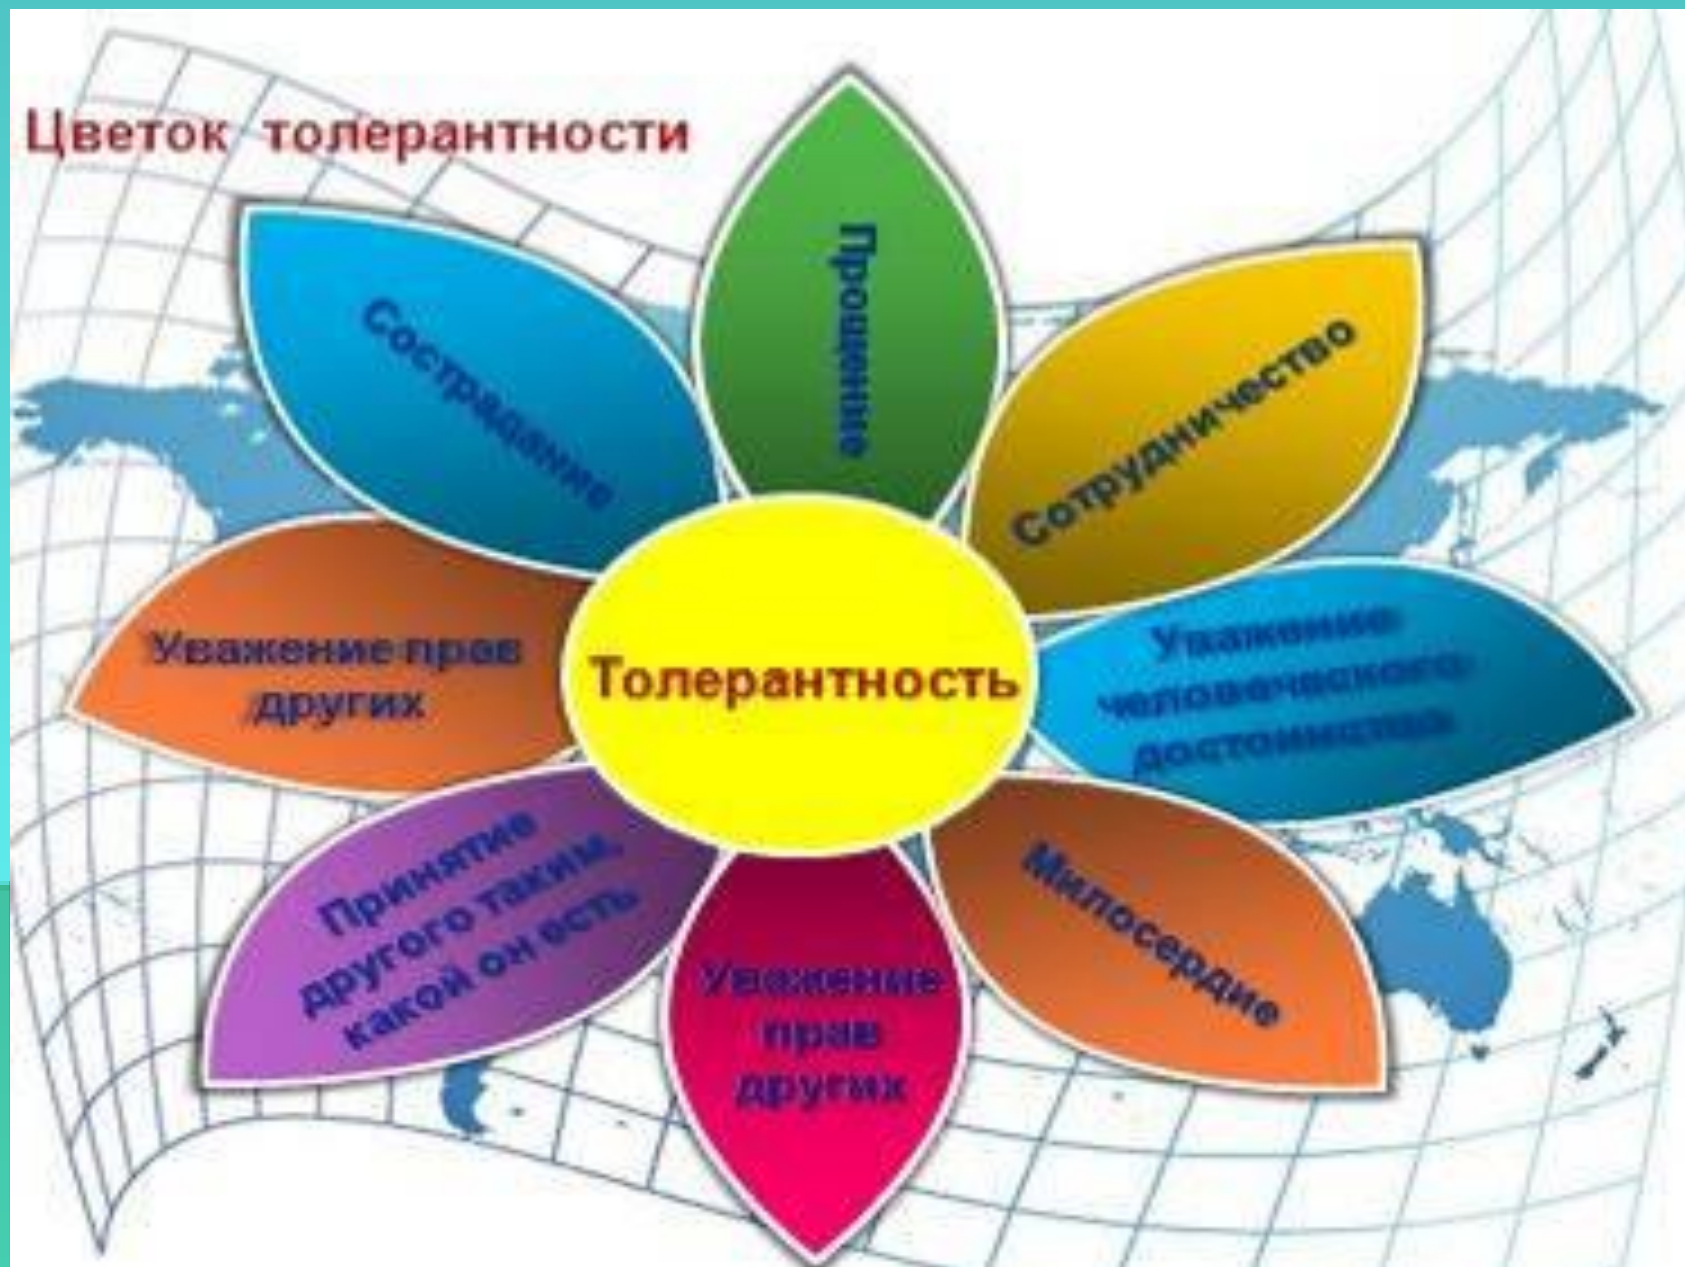 Цветок толерантности
Прощение
Сотрудничество
Уважение
человеческого
достоинства
Милосердие
Уважение
прав
других
Принятие
другого таким,
какой он есть
Уважение прав
других
Сострадание
Толерантность